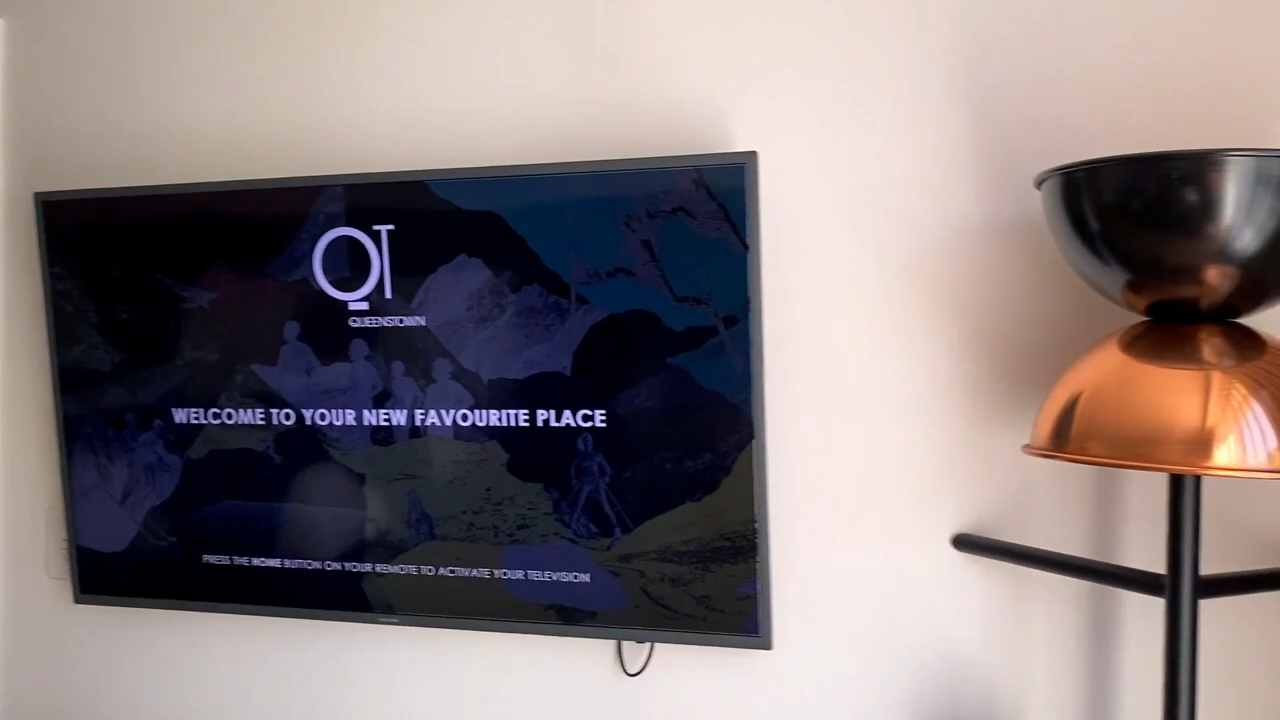 QT
QUEENSTOWN
WELCOME TO YOUR NEW FAVOURITE PLACE
PRESS THE HOME BUTTON ON YOUR REMOTE TO ACTIVATE YOUR TELEVISION